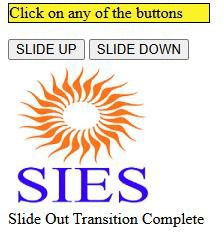 Click on any of the buttons
SLIDE UP SLIDE DOWN
SIES
Slide Out Transition Complete